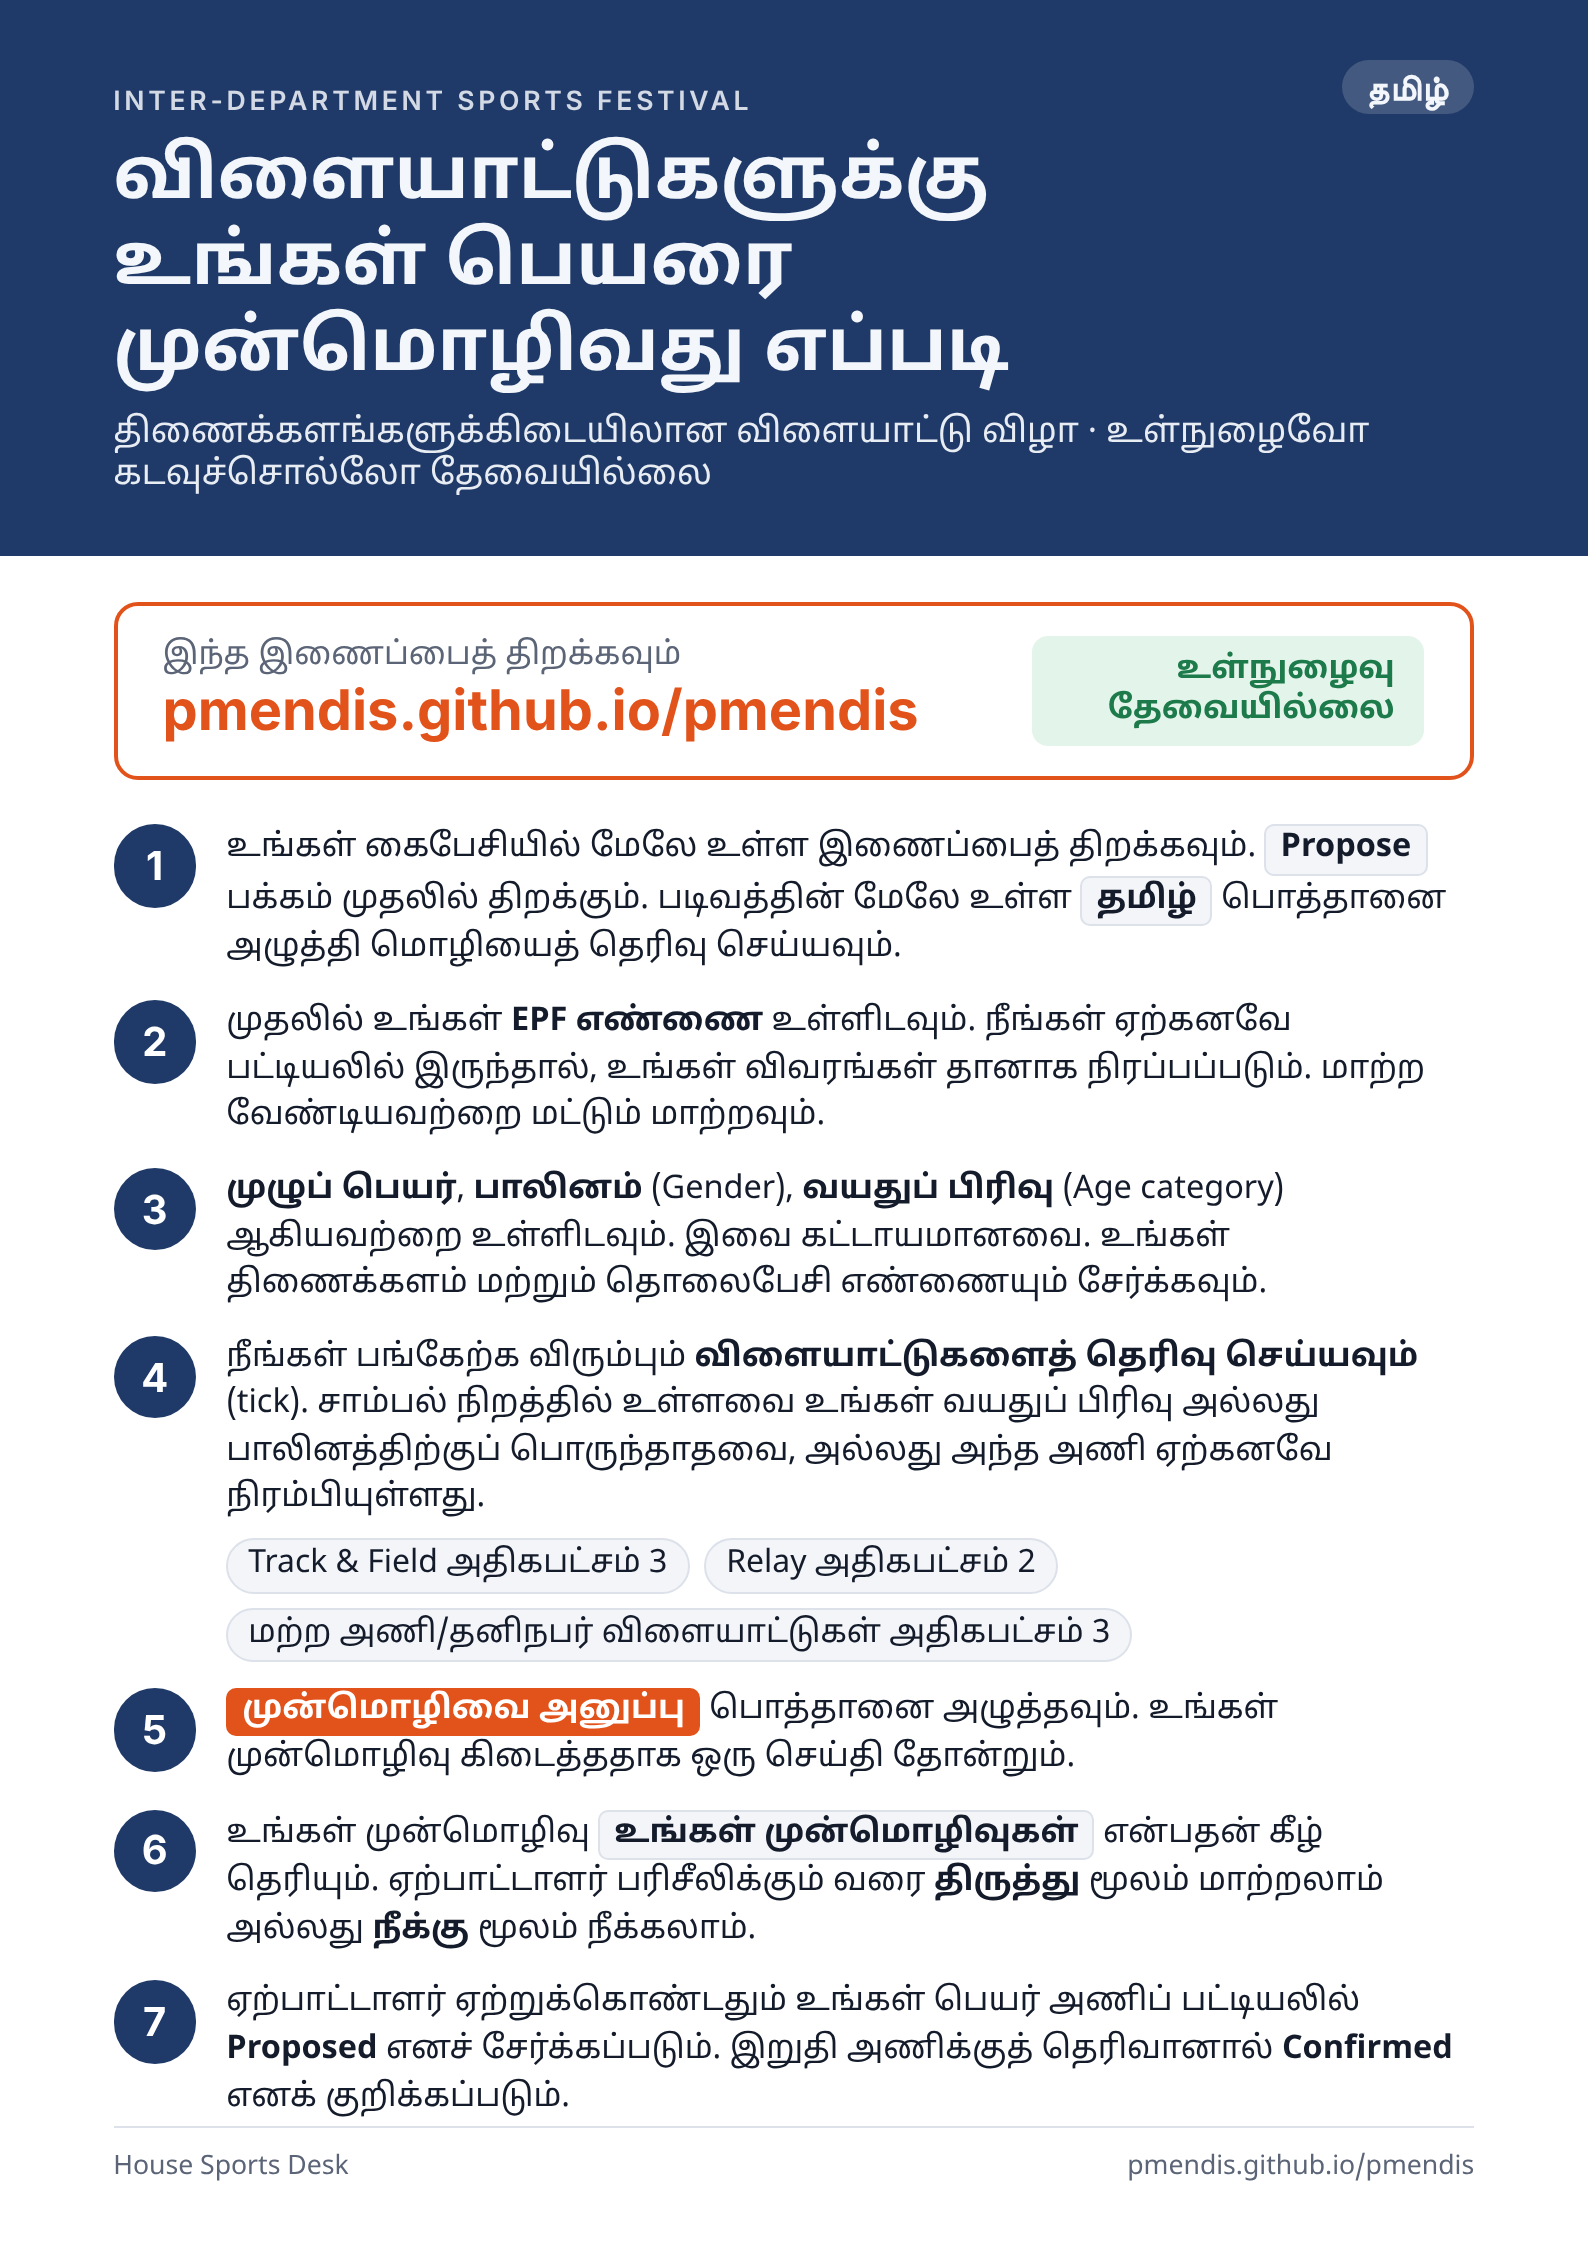 INTER-DEPARTMENT SPORTS FESTIVAL
தமிழ்
விளையாட்டுகளுக்கு
உங்கள் பெயரை
முன்மொழிவது எப்படி
திணைக்களங்களுக்கிடையிலான விளையாட்டு விழா · உள்நுழைவோ
கடவுச்சொல்லோ தேவையில்லை
இந்த இணைப்பைத் திறக்கவும்
pmendis.github.io/pmendis
உள்நுழைவு
தேவையில்லை
1
உங்கள் கைபேசியில் மேலே உள்ள இணைப்பைத் திறக்கவும். Propose
பக்கம் முதலில் திறக்கும். படிவத்தின் மேலே உள்ள தமிழ் பொத்தானை
அழுத்தி மொழியைத் தெரிவு செய்யவும்.
2
முதலில் உங்கள் EPF எண்ணை உள்ளிடவும். நீங்கள் ஏற்கனவே
பட்டியலில் இருந்தால், உங்கள் விவரங்கள் தானாக நிரப்பப்படும். மாற்ற
வேண்டியவற்றை மட்டும் மாற்றவும்.
3
முழுப் பெயர், பாலினம் (Gender), வயதுப் பிரிவு (Age category)
ஆகியவற்றை உள்ளிடவும். இவை கட்டாயமானவை. உங்கள்
திணைக்களம் மற்றும் தொலைபேசி எண்ணையும் சேர்க்கவும்.
4
நீங்கள் பங்கேற்க விரும்பும் விளையாட்டுகளைத் தெரிவு செய்யவும்
(tick). சாம்பல் நிறத்தில் உள்ளவை உங்கள் வயதுப் பிரிவு அல்லது
பாலினத்திற்குப் பொருந்தாதவை, அல்லது அந்த அணி ஏற்கனவே
நிரம்பியுள்ளது.
Track & Field அதிகபட்சம் 3 Relay அதிகபட்சம் 2
மற்ற அணி/தனிநபர் விளையாட்டுகள் அதிகபட்சம் 3
5
முன்மொழிவை அனுப்பு பொத்தானை அழுத்தவும். உங்கள்
முன்மொழிவு கிடைத்ததாக ஒரு செய்தி தோன்றும்.
6
உங்கள் முன்மொழிவு உங்கள் முன்மொழிவுகள் என்பதன் கீழ்
தெரியும். ஏற்பாட்டாளர் பரிசீலிக்கும் வரை திருத்து மூலம் மாற்றலாம்
அல்லது நீக்கு மூலம் நீக்கலாம்.
7
ஏற்பாட்டாளர் ஏற்றுக்கொண்டதும் உங்கள் பெயர் அணிப் பட்டியலில்
Proposed எனச் சேர்க்கப்படும். இறுதி அணிக்குத் தெரிவானால் Confirmed
எனக் குறிக்கப்படும்.
House Sports Desk
pmendis.github.io/pmendis